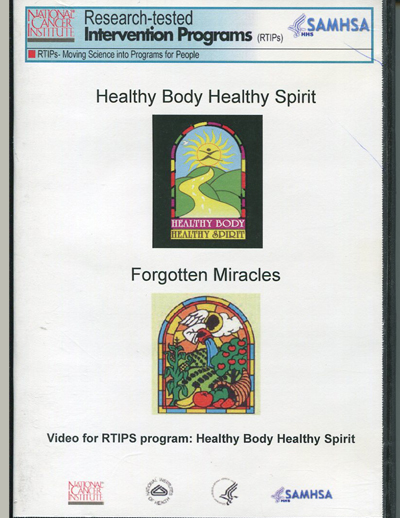 NATIONAL
CANCER
INSTITUTE
Research-tested
Intervention Programs (RTIPs)
HHS
SAMHSA
RTIPs- Moving Science into Programs for People
Healthy Body Healthy Spirit
HEALTHY BODY
HEALTHY SPIRIT
Forgotten Miracles
Video for RTIPS program: Healthy Body Healthy Spirit
NATIONAL
CANCER
INSTITUTE
SAMHSA